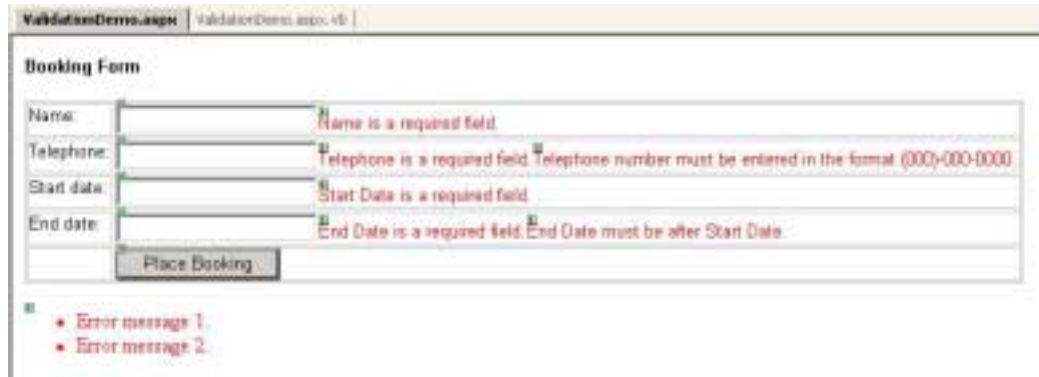 ValidationDemo.aspx ValidationDemo.aspx.vb
Booking Form
Name: Name is a required field.
Telephone: Telephone is a required field. Telephone number must be entered in the format (000)-000-0000
Start date: Start Date is a required field.
End date: End Date is a required field. End Date must be after Start Date.
Place Booking
Error message 1.
Error message 2.